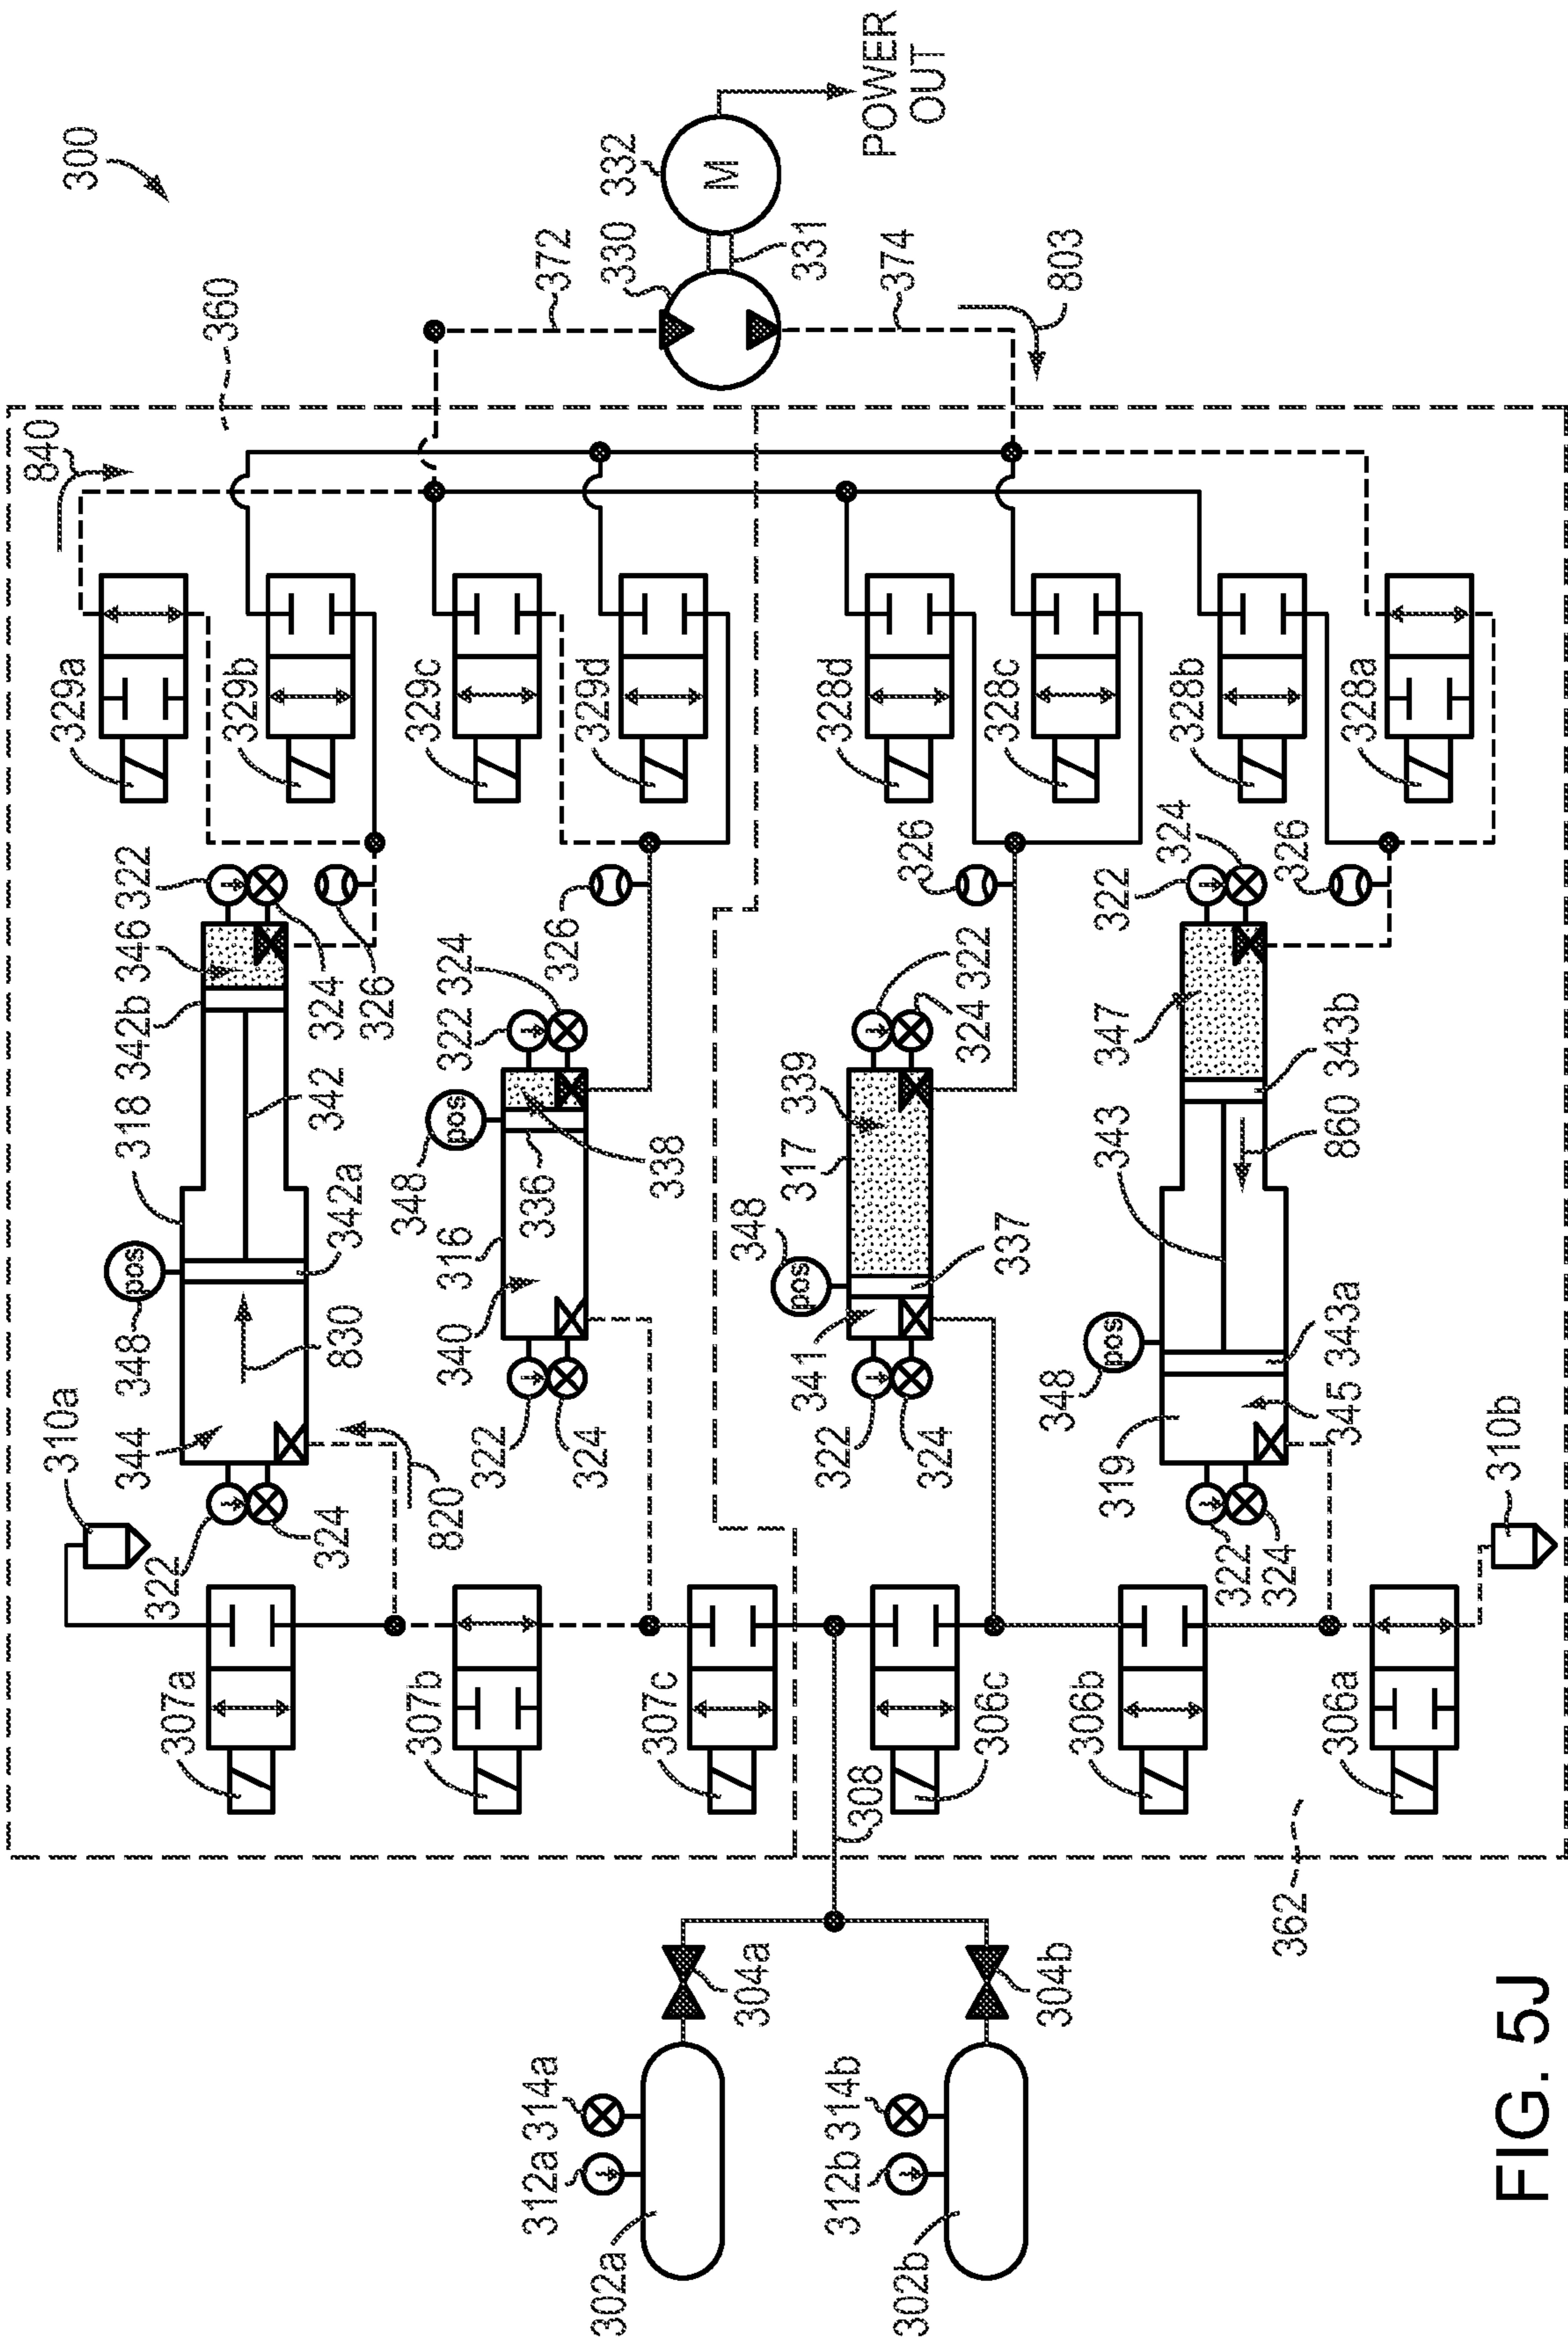 300
360
840
372
330
332
M
331
374
803
POWER
OUT
329a
329b
329c
329d
328d
328c
328b
328a
322
346
342b
318
348
pos
310a
324
326
342
342a
830
344
322
324
820
322
324
326
348
pos
316
336
338
340
322
324
326
322
324
339
317
348
pos
337
341
322
324
324
326
322
347
343b
860
343
348
pos
343a
345
319
310b
322
324
307a
307b
307c
306c
306b
306a
308
362
304a
304b
312a
314a
302a
312b
314b
302b
FIG. 5J